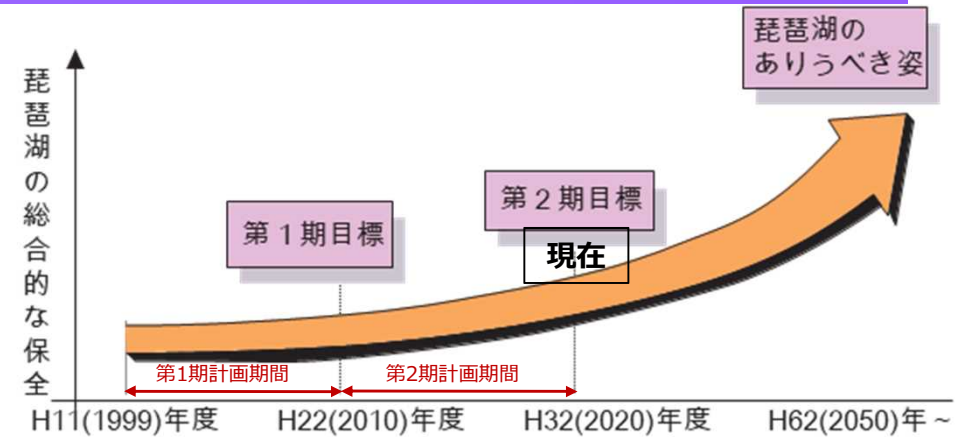 琵琶湖の
ありうべき姿
琵琶湖の総合的な保全
第２期目標
第１期目標
現在
第1期計画期間
第2期計画期間
H11(1999)年度
H22(2010)年度
H32(2020)年度
H62(2050)年～